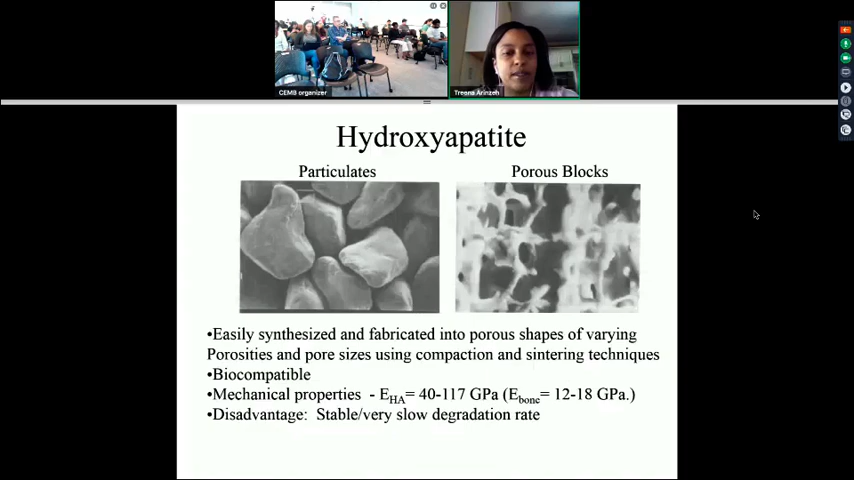 CEMB organizer
Treena Arinzeh
Hydroxyapatite
Particulates
Porous Blocks
•Easily synthesized and fabricated into porous shapes of varying
Porosities and pore sizes using compaction and sintering techniques
•Biocompatible
•Mechanical properties - EHA= 40-117 GPa (Ebone= 12-18 GPa.)
•Disadvantage: Stable/very slow degradation rate